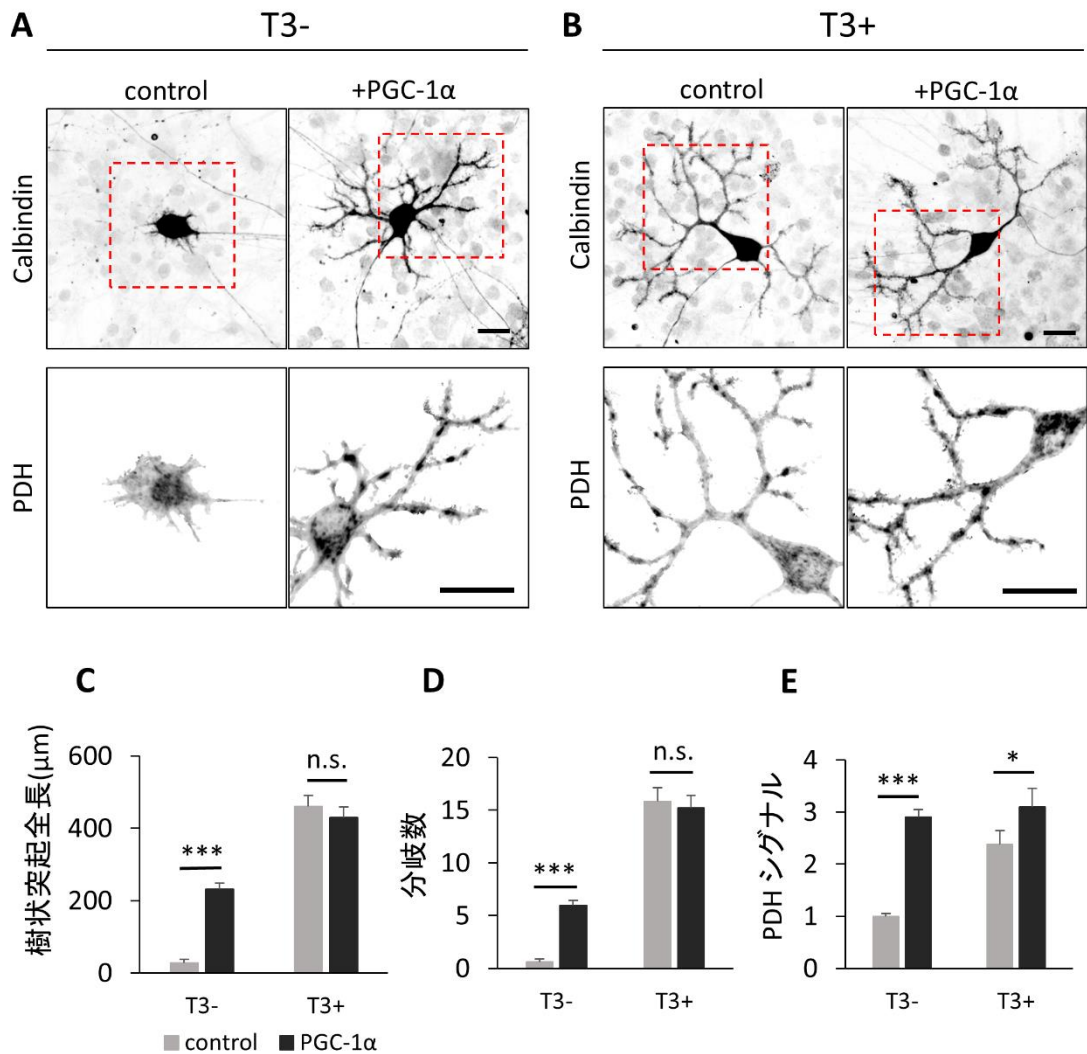 A
T3-
B
T3+
control
+PGC-1α
control
+PGC-1α
Calbindin
Calbindin
PDH
PDH
C
D
E
樹状突起全長(μm)
600
400
200
0
***
n.s.
T3-
T3+
分岐数
20
15
10
5
0
***
n.s.
T3-
T3+
PDH シグナル
4
3
2
1
0
***
*
T3-
T3+
control
PGC-1α